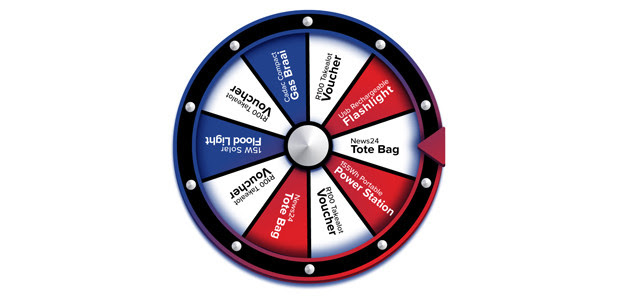 Cadac Compact
Gas Braai
R100 Takealot
Voucher
Usb Rechargeable
Flashlight
News24
Tote Bag
155Wh Portable
Power Station
R100 Takealot
Voucher
News24
Tote Bag
R100 Takealot
Voucher
15W Solar
Flood Light
R100 Takealot
Voucher